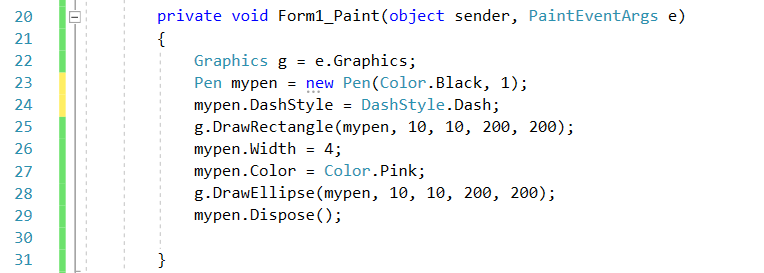 20 private void Form1_Paint(object sender, PaintEventArgs e)
21 {
22 Graphics g = e.Graphics;
23 Pen mypen = new Pen(Color.Black, 1);
24 mypen.DashStyle = DashStyle.Dash;
25 g.DrawRectangle(mypen, 10, 10, 200, 200);
26 mypen.Width = 4;
27 mypen.Color = Color.Pink;
28 g.DrawEllipse(mypen, 10, 10, 200, 200);
29 mypen.Dispose();
30
31 }